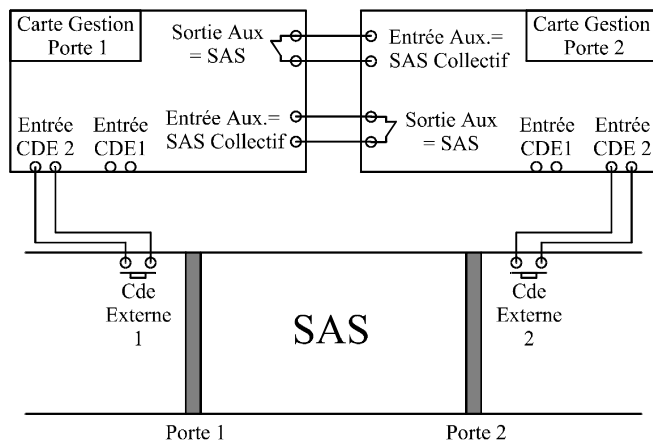 Carte Gestion
Porte 1
Sortie Aux
= SAS
Entrée Aux.=
SAS Collectif
Entrée
CDE 2
Entrée
CDE1
Entrée Aux.=
SAS Collectif
Carte Gestion
Porte 2
Sortie Aux
= SAS
Entrée
CDE1
Entrée
CDE 2
Cde
Externe
1
SAS
Cde
Externe
2
Porte 1
Porte 2